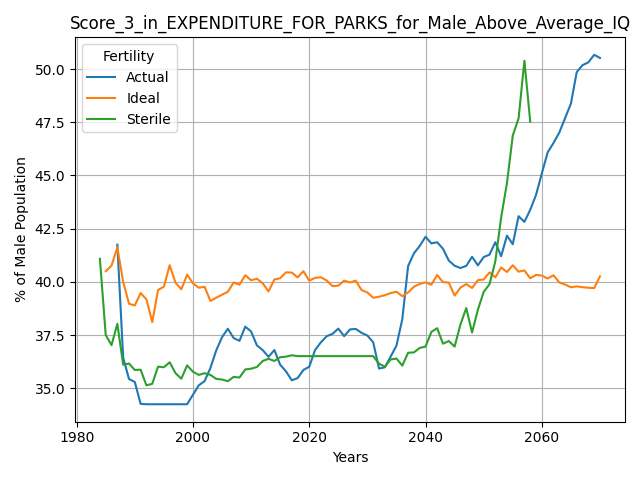 Score_3_in_EXPENDITURE_FOR_PARKS_for_Male_Above_Average_IQ
Fertility
Actual
Ideal
Sterile
% of Male Population
50.0
47.5
45.0
42.5
40.0
37.5
35.0
1980
2000
2020
2040
2060
Years